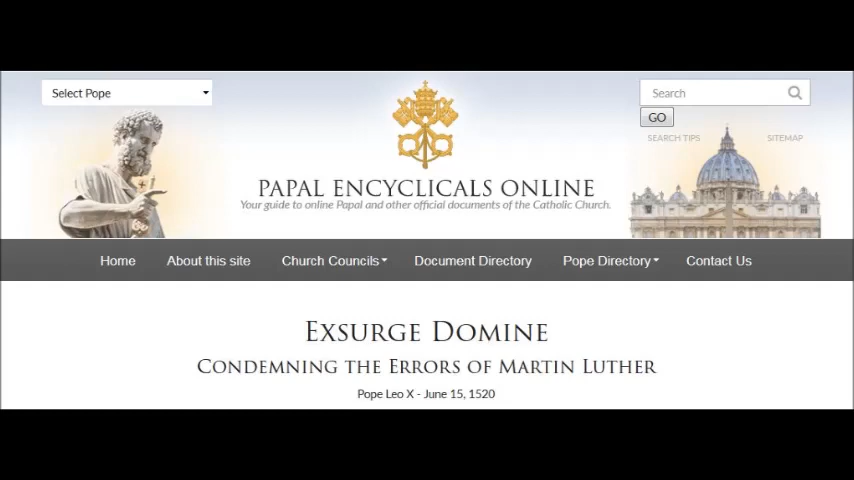 Select Pope
Search
GO
SEARCH TIPS
SITEMAP
PAPAL ENCYCLICALS ONLINE
Your guide to online Papal and other official documents of the Catholic Church.
Home
About this site
Church Councils
Document Directory
Pope Directory
Contact Us
EXSURGE DOMINE
CONDEMNING THE ERRORS OF MARTIN LUTHER
Pope Leo X - June 15, 1520